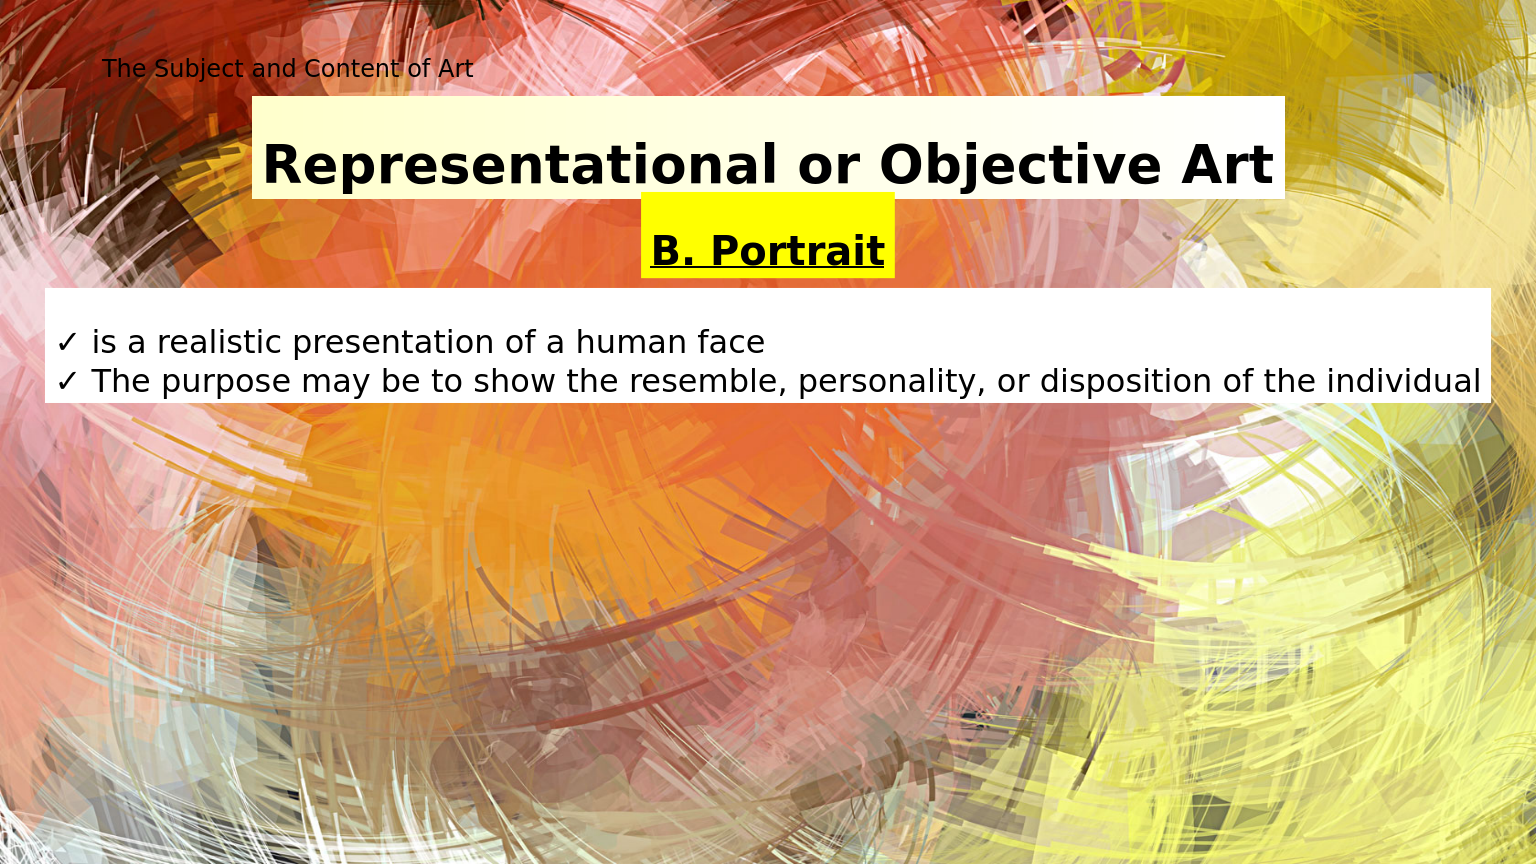 The Subject and Content of Art
Representational or Objective Art
B. Portrait
✓ is a realistic presentation of a human face
✓ The purpose may be to show the resemble, personality, or disposition of the individual